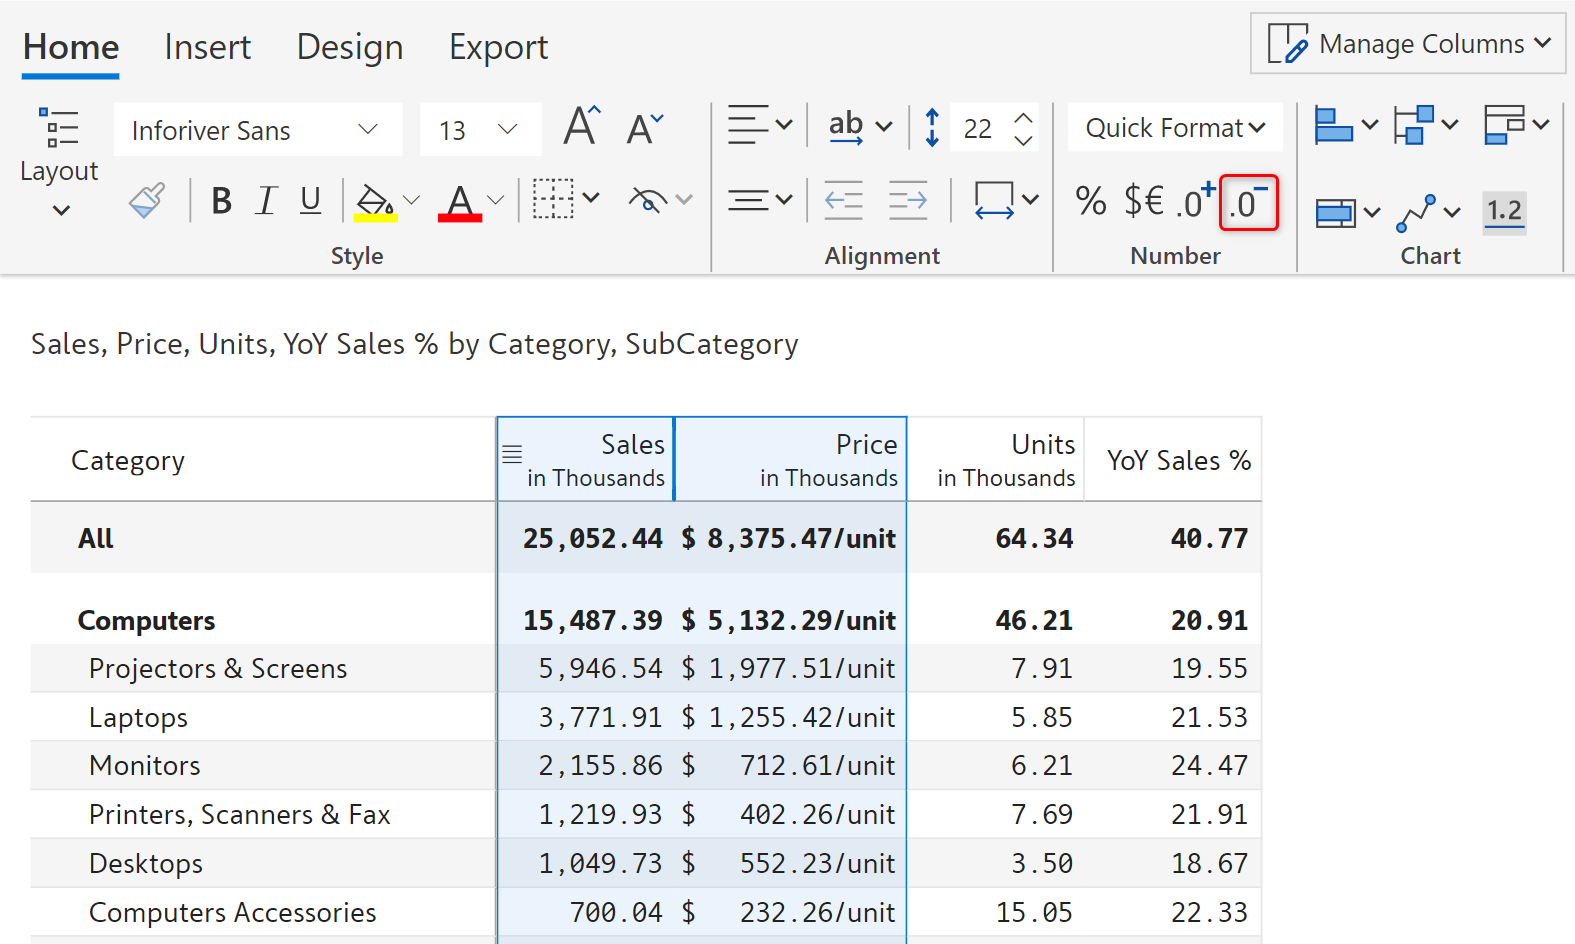 Home Insert Design Export Manage Columns
Inforiver Sans 13 A A ab 22 Quick Format
Layout
B I U A % $€ .0+ .0− 1.2
Style Alignment Number Chart
Sales, Price, Units, YoY Sales % by Category, SubCategory
Category Sales in Thousands Price in Thousands Units in Thousands YoY Sales %
All 25,052.44 $ 8,375.47/unit 64.34 40.77
Computers 15,487.39 $ 5,132.29/unit 46.21 20.91
Projectors & Screens 5,946.54 $ 1,977.51/unit 7.91 19.55
Laptops 3,771.91 $ 1,255.42/unit 5.85 21.53
Monitors 2,155.86 $ 712.61/unit 6.21 24.47
Printers, Scanners & Fax 1,219.93 $ 402.26/unit 7.69 21.91
Desktops 1,049.73 $ 552.23/unit 3.50 18.67
Computers Accessories 700.04 $ 232.26/unit 15.05 22.33